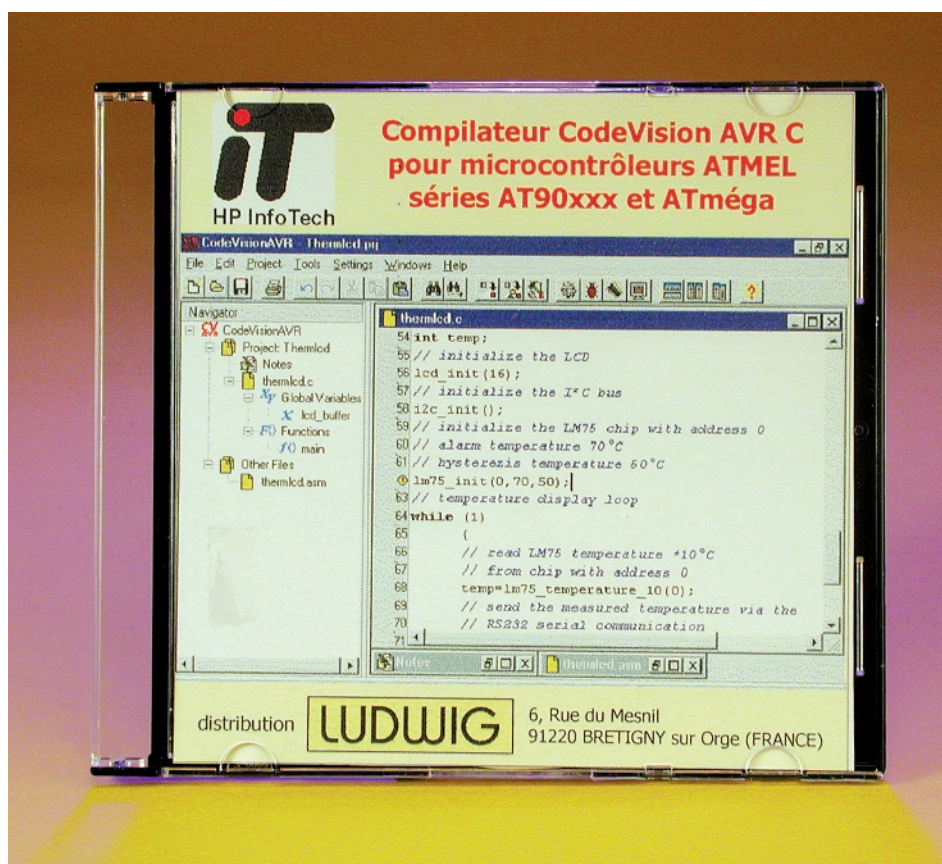 iT
HP InfoTech
Compilateur CodeVision AVR C
pour microcontrôleurs ATMEL
séries AT90xxx et ATméga
CodeVisionAVR - Thermlcd.prj
File Edit Project Tools Settings Windows Help
Navigator
CodeVisionAVR
Project: Thermlcd
Notes
thermlcd.c
Global Variables
lcd_buffer
F() Functions
f() main
Other Files
thermlcd.asm
thermlcd.c
54 int temp;
55 // initialize the LCD
56 lcd_init(16);
57 // initialize the I²C bus
58 i2c_init();
59 // initialize the LM75 chip with address 0
60 // alarm temperature 70°C
61 // hysterezis temperature 50°C
lm75_init(0,70,50);
63 // temperature display loop
64 while (1)
65 {
66 // read LM75 temperature *10°C
67 // from chip with address 0
68 temp=lm75_temperature_10(0);
69 // send the measured temperature via the
70 // RS232 serial communication
71
Notes
thermlcd.asm
distribution
LUDWIG
6, Rue du Mesnil
91220 BRETIGNY sur Orge (FRANCE)